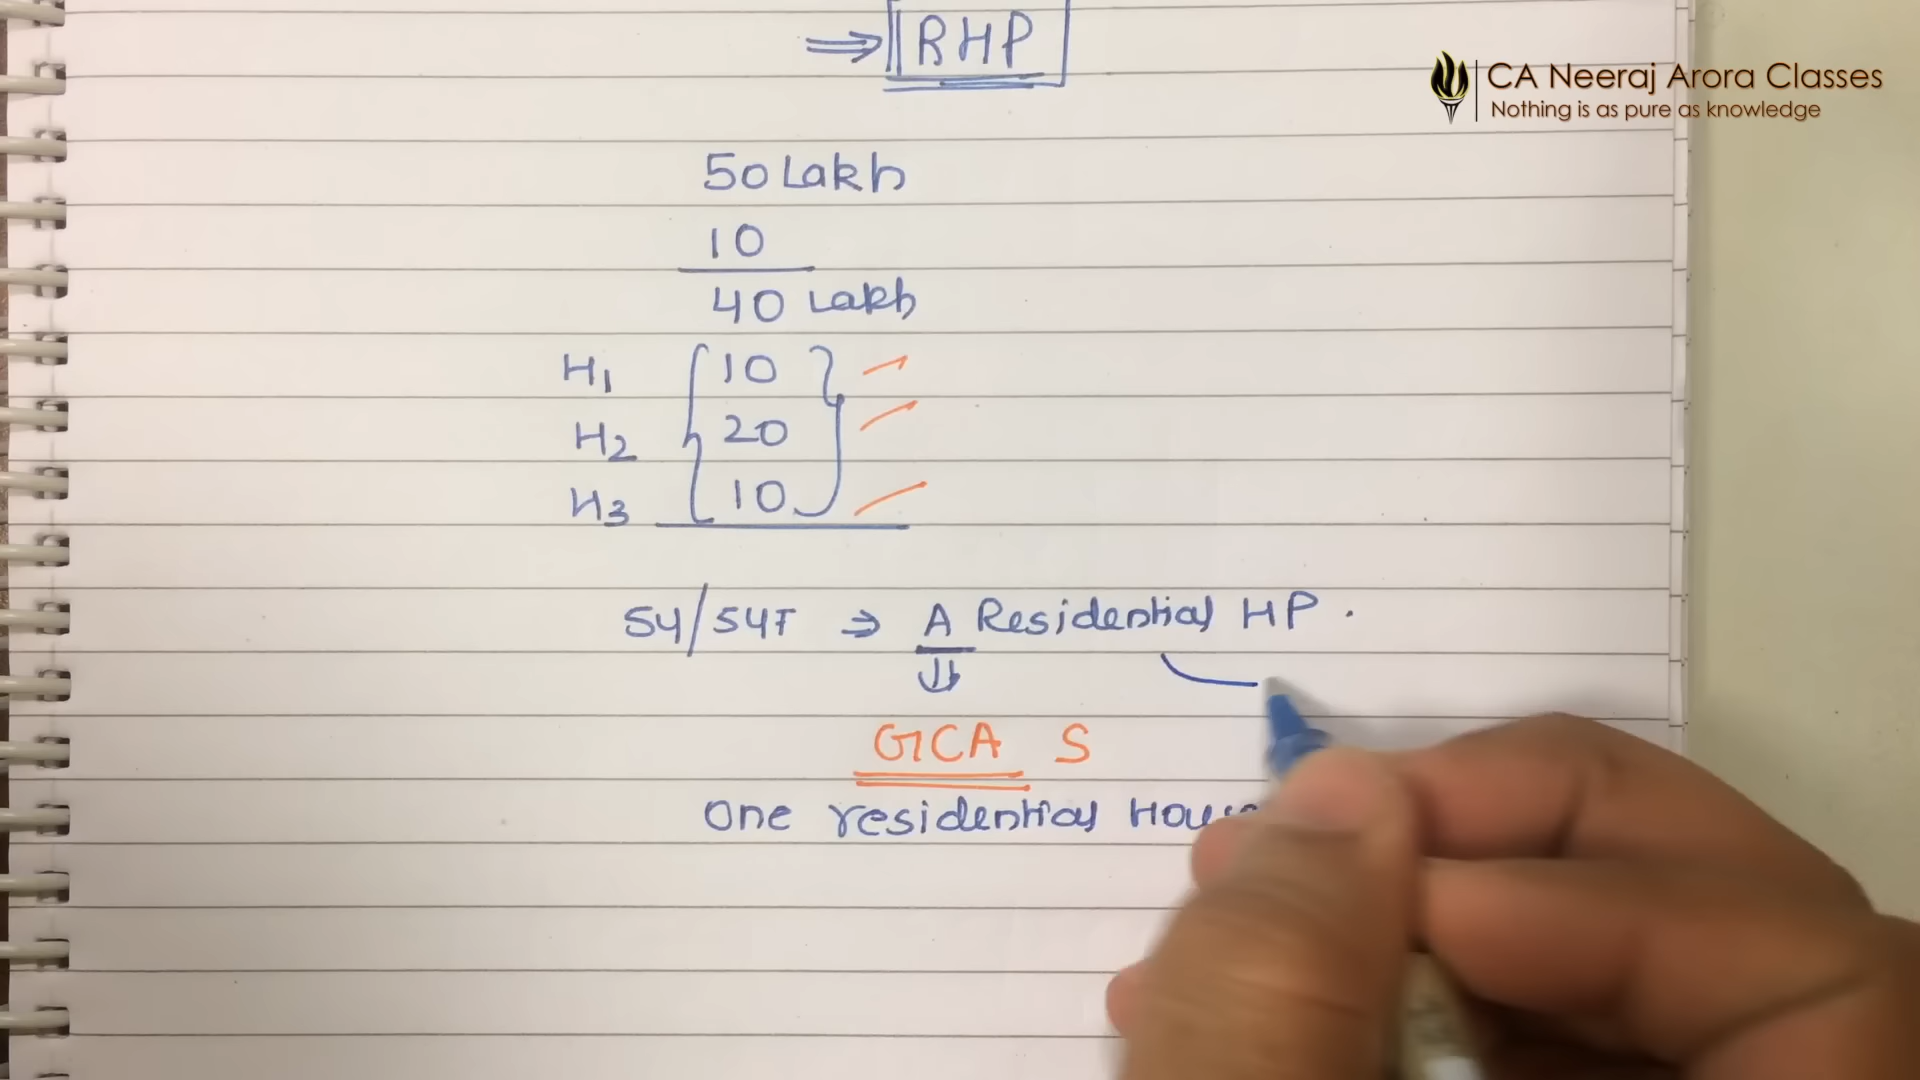 ⇒ RHP
CA Neeraj Arora Classes
Nothing is as pure as knowledge
50 Lakh
10
40 Lakh
H1 10
H2 20
H3 10
54/54F ⇒ A Residential HP.
GCA S
One residential